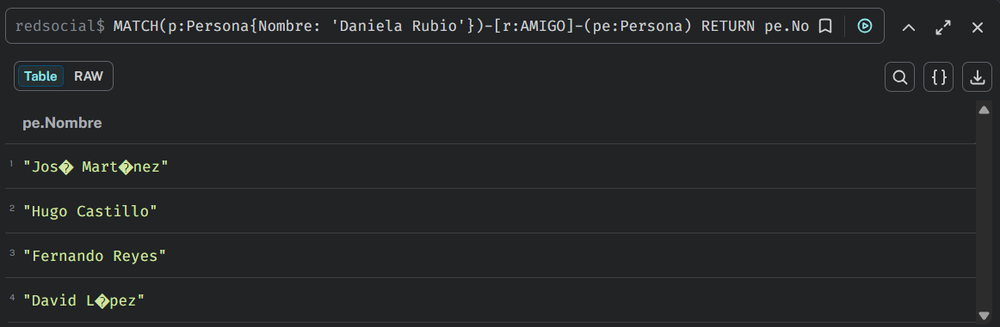 redsocial$ MATCH(p:Persona{Nombre: 'Daniela Rubio'})-[r:AMIGO]-(pe:Persona) RETURN pe.No
Table RAW
pe.Nombre
1 "Jos� Mart�nez"
2 "Hugo Castillo"
3 "Fernando Reyes"
4 "David L�pez"